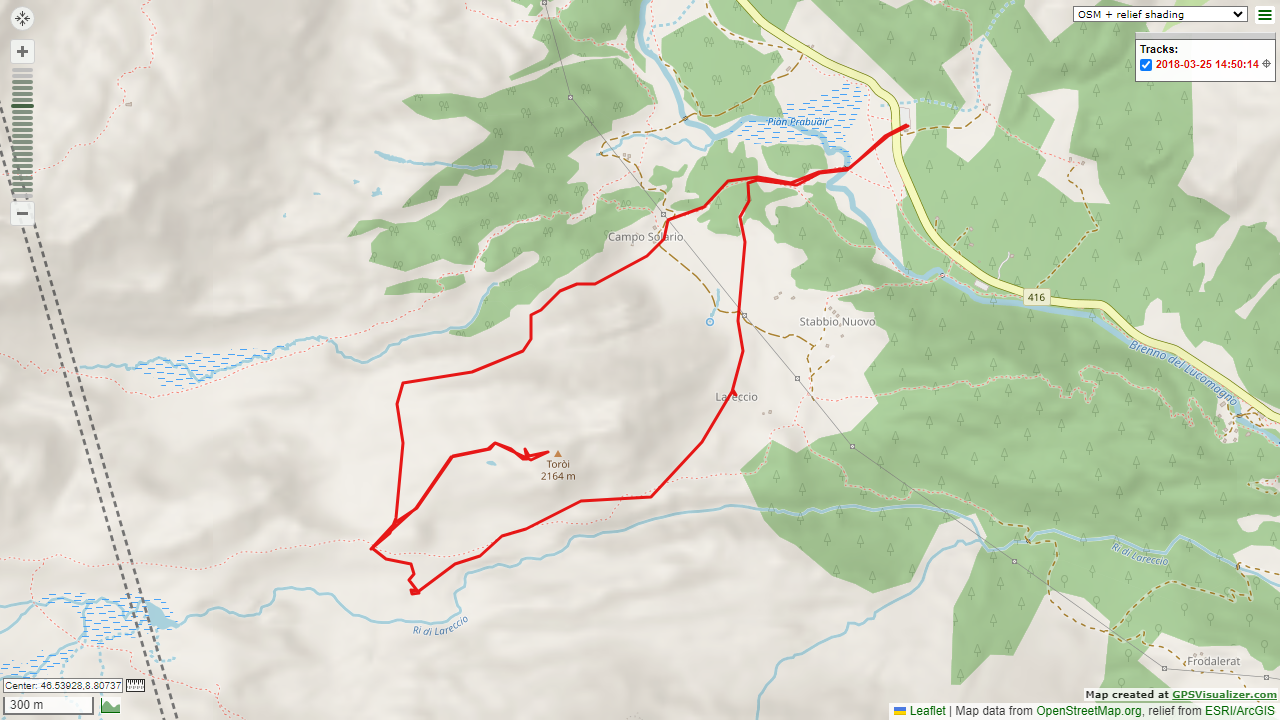 OSM + relief shading
Tracks:
2018-03-25 14:50:14
Pian Prabuáir
Campo Solario
416
Stabbio Nuovo
Brenno del Lucomagno
Lareccio
Toròi
2164 m
Ri di Lareccio
Ri di Lareccio
Frodalerat
Center: 46.53928,8.80737
300 m
Map created at GPSVisualizer.com
Leaflet | Map data from OpenStreetMap.org, relief from ESRI/ArcGIS